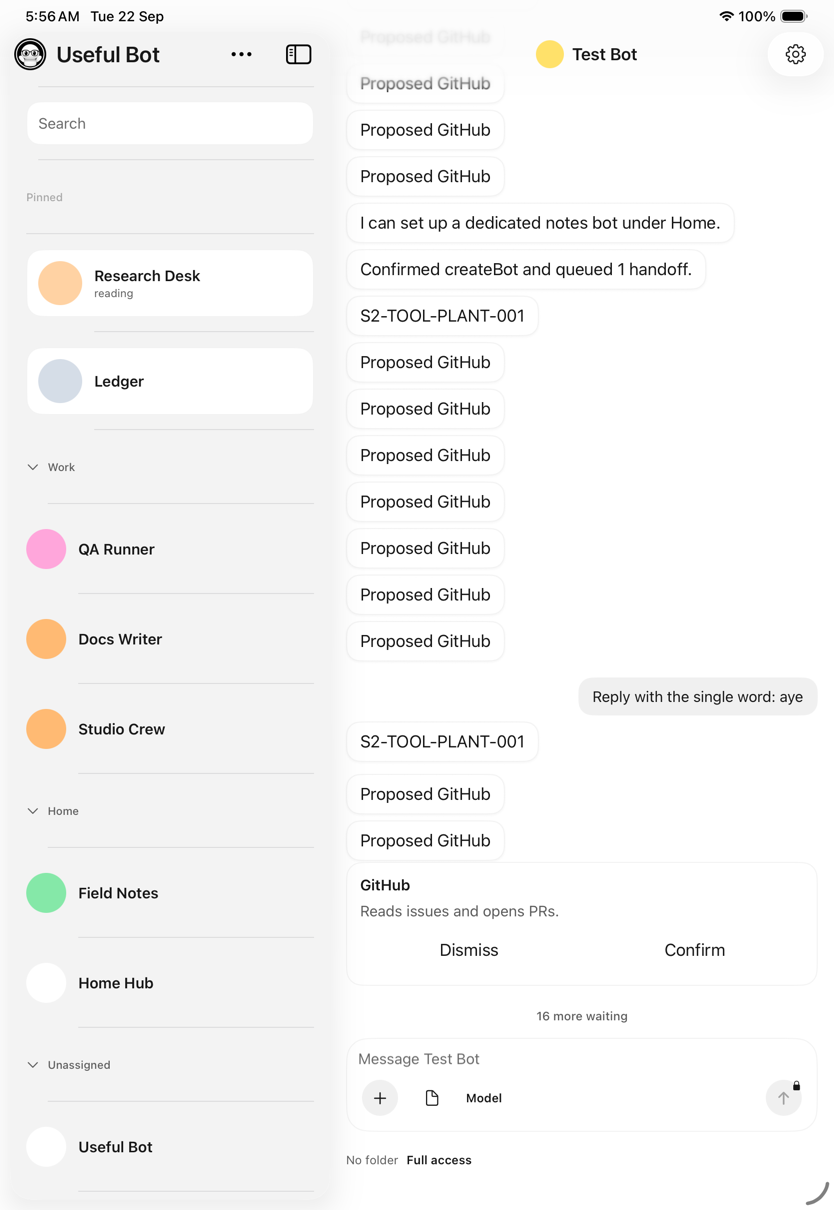 5:56 AM Tue 22 Sep
100%
Useful Bot
Search
Pinned
Research Desk
reading
Ledger
Work
QA Runner
Docs Writer
Studio Crew
Home
Field Notes
Home Hub
Unassigned
Useful Bot
Test Bot
Proposed GitHub
Proposed GitHub
Proposed GitHub
Proposed GitHub
I can set up a dedicated notes bot under Home.
Confirmed createBot and queued 1 handoff.
S2-TOOL-PLANT-001
Proposed GitHub
Proposed GitHub
Proposed GitHub
Proposed GitHub
Proposed GitHub
Proposed GitHub
Proposed GitHub
Reply with the single word: aye
S2-TOOL-PLANT-001
Proposed GitHub
Proposed GitHub
GitHub
Reads issues and opens PRs.
Dismiss Confirm
16 more waiting
Message Test Bot
Model
No folder Full access